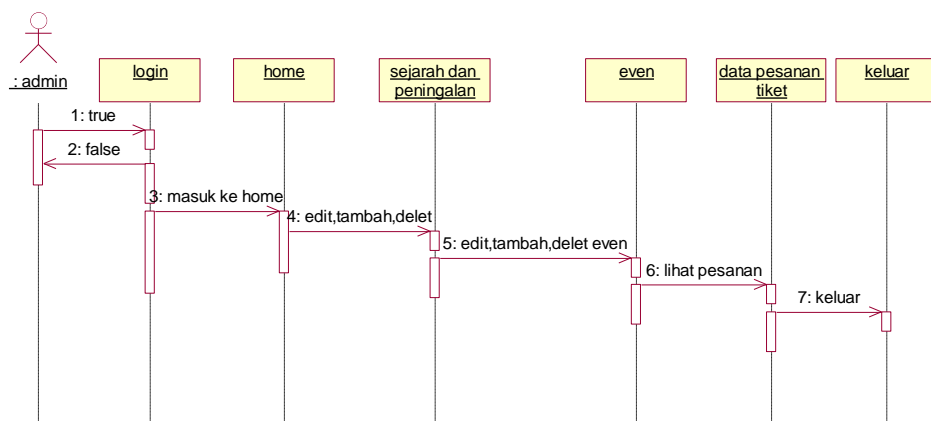 : admin
login
home
sejarah dan
peningalan
even
data pesanan
tiket
keluar
1: true
2: false
3: masuk ke home
4: edit,tambah,delet
5: edit,tambah,delet even
6: lihat pesanan
7: keluar